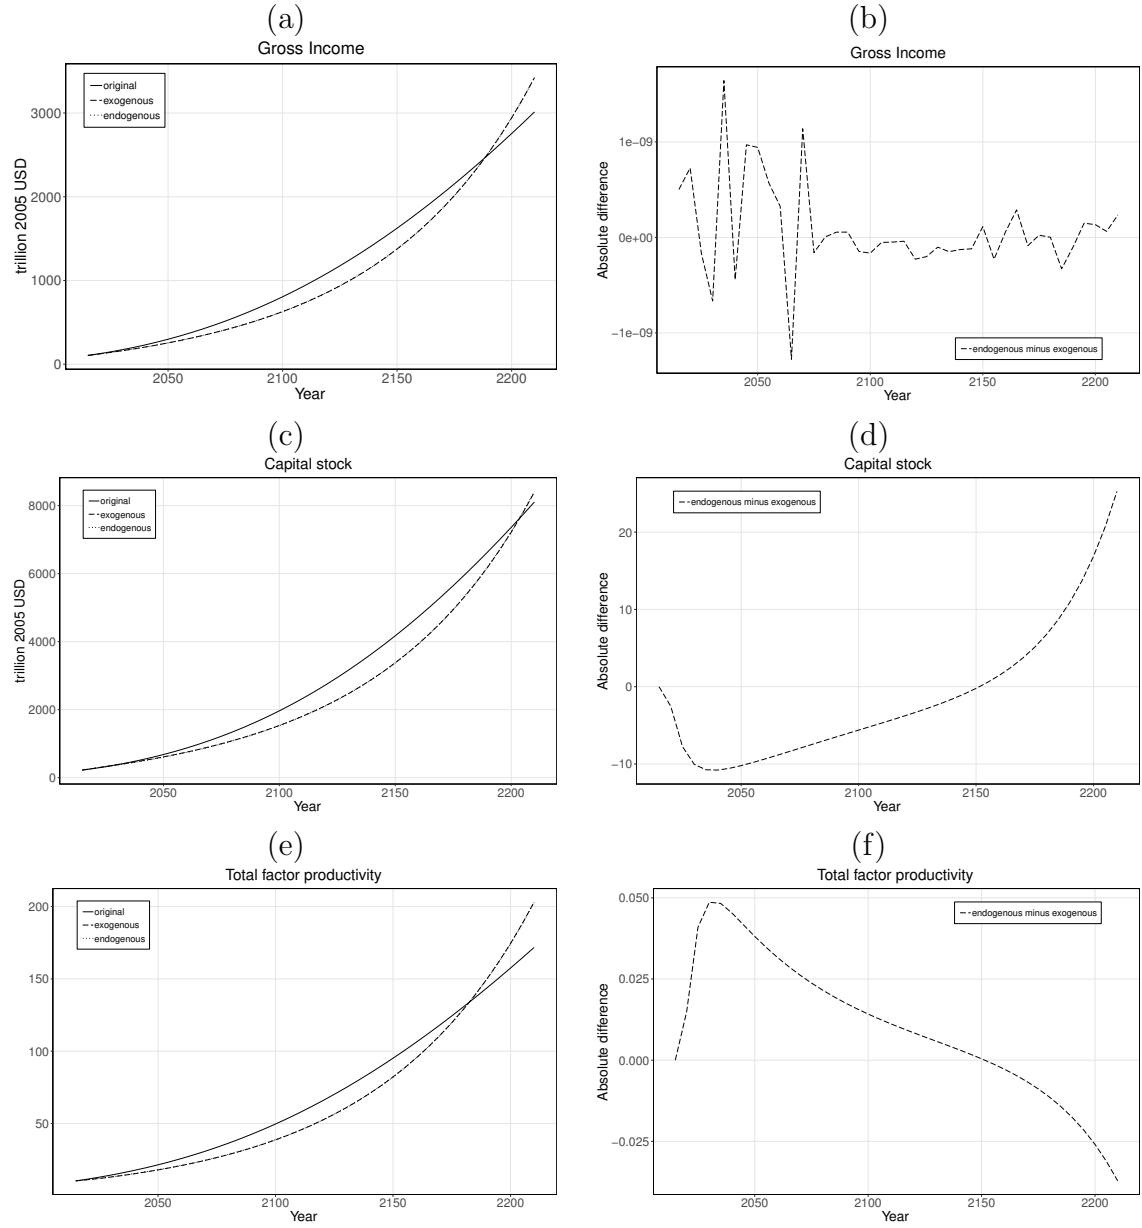 (a)
Gross Income
original
exogenous
endogenous
trillion 2005 USD
3000
2000
1000
0
2050
2100
2150
2200
Year
(b)
Gross Income
Absolute difference
1e−09
0e+00
−1e−09
endogenous minus exogenous
2050
2100
2150
2200
Year
(c)
Capital stock
original
exogenous
endogenous
trillion 2005 USD
8000
6000
4000
2000
0
2050
2100
2150
2200
Year
(d)
Capital stock
endogenous minus exogenous
Absolute difference
20
10
0
−10
2050
2100
2150
2200
Year
(e)
Total factor productivity
original
exogenous
endogenous
200
150
100
50
2050
2100
2150
2200
Year
(f)
Total factor productivity
endogenous minus exogenous
Absolute difference
0.050
0.025
0.000
−0.025
2050
2100
2150
2200
Year